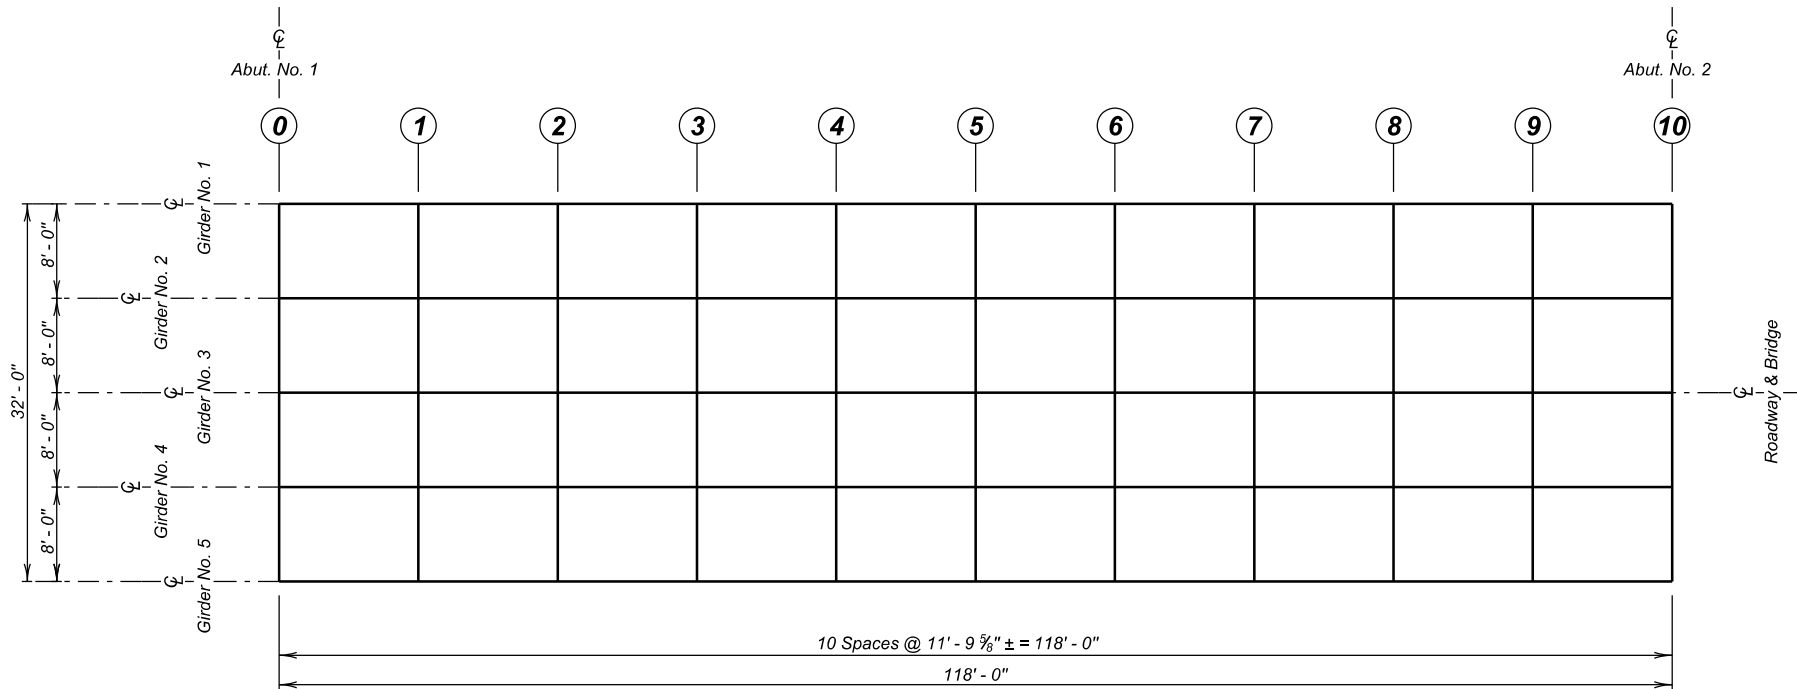 ℄
Abut. No. 1
℄
Abut. No. 2
0
1
2
3
4
5
6
7
8
9
10
℄ Girder No. 1
℄ Girder No. 2
℄ Girder No. 3
℄ Girder No. 4
℄ Girder No. 5
8' - 0"
8' - 0"
8' - 0"
8' - 0"
32' - 0"
℄ Roadway & Bridge
10 Spaces @ 11' - 9 ⅝" ± = 118' - 0"
118' - 0"